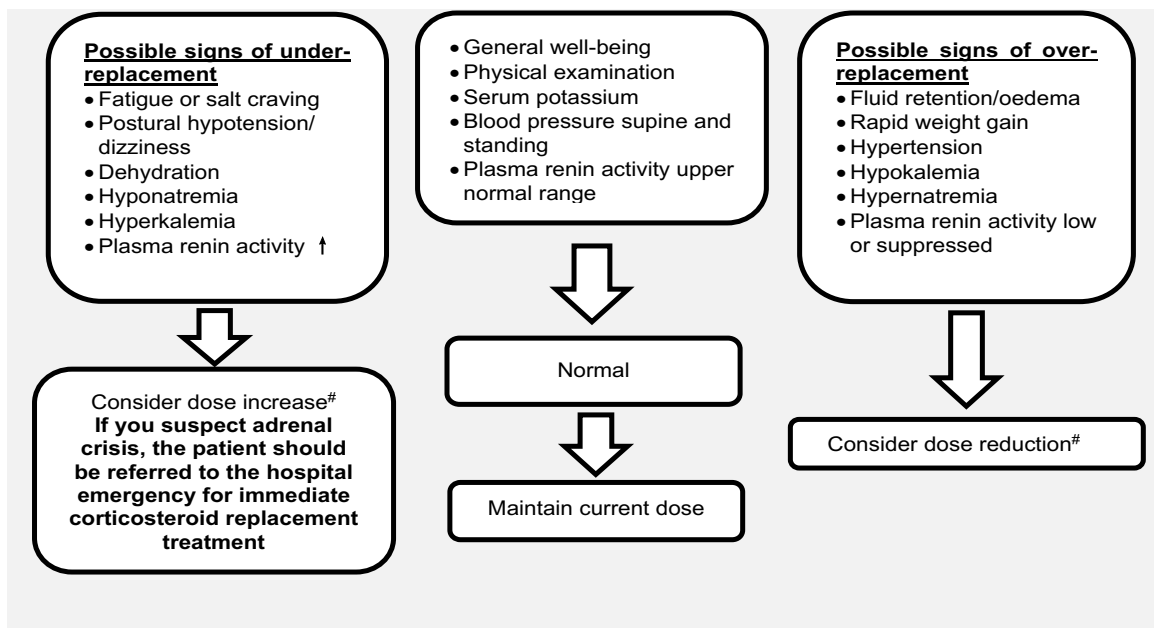 Possible signs of under-
replacement
• Fatigue or salt craving
• Postural hypotension/
dizziness
• Dehydration
• Hyponatremia
• Hyperkalemia
• Plasma renin activity ↑
Consider dose increase#
If you suspect adrenal
crisis, the patient should
be referred to the hospital
emergency for immediate
corticosteroid replacement
treatment
• General well-being
• Physical examination
• Serum potassium
• Blood pressure supine and
standing
• Plasma renin activity upper
normal range
Normal
Maintain current dose
Possible signs of over-
replacement
• Fluid retention/oedema
• Rapid weight gain
• Hypertension
• Hypokalemia
• Hypernatremia
• Plasma renin activity low
or suppressed
Consider dose reduction#